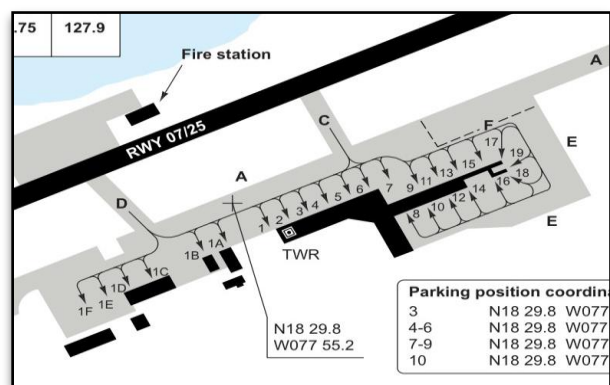 .75 127.9
Fire station
A
RWY 07/25
C
F
17
E
A
15
19
13
18
11
9
7
6
5
4
3
2
1
16
14
12
10
8
E
D
1A
1B
TWR
1C
1D
1E
1F
N18 29.8
W077 55.2
Parking position coordina
3 N18 29.8 W077
4-6 N18 29.8 W077
7-9 N18 29.8 W077
10 N18 29.8 W077